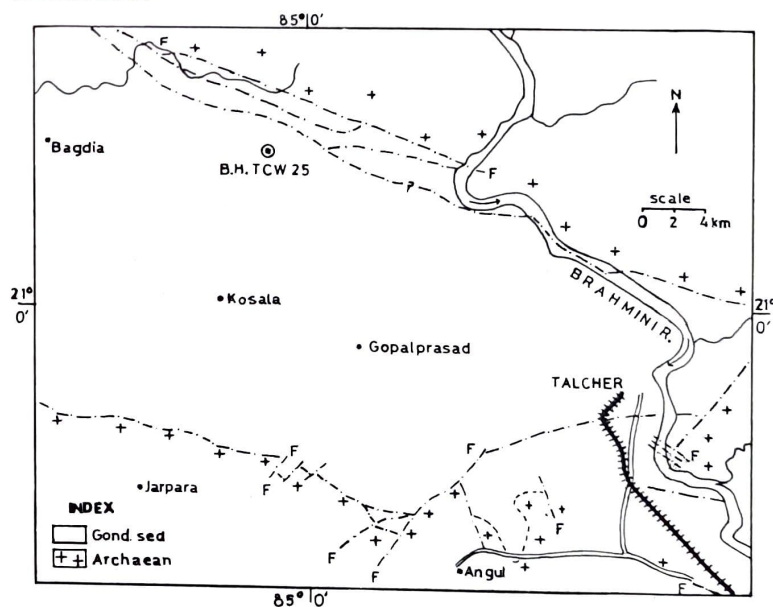 85° 0'
F
Bagdia
B.H. TCW 25
F
N
scale
0 2 4 km
21° 0'
Kosala
BRAHMINI R.
21° 0'
Gopalprasad
TALCHER
F
F
F
F
Jarpara
INDEX
Gond. sed
Archaean
F
F
F
Angul
F
85° 0'